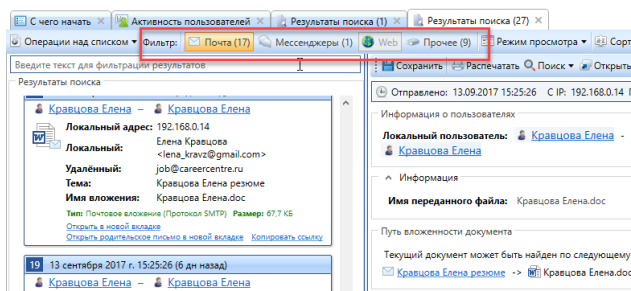 С чего начать × Активность пользователей × Результаты поиска (1) × Результаты поиска (27) ×
Операции над списком Фильтр: Почта (17) Мессенджеры (1) Web Прочее (9) Режим просмотра Сорт
Введите текст для фильтрации результатов
Сохранить Распечатать Поиск Открыть
Результаты поиска
Отправлено: 13.09.2017 15:25:26 С IP: 192.168.0.14
Кравцова Елена – Кравцова Елена
Локальный адрес: 192.168.0.14
Локальный: Елена Кравцова
<lena_kravz@gmail.com>
Удалённый: job@careercentre.ru
Тема: Кравцова Елена резюме
Имя вложения: Кравцова Елена.doc
Тип: Почтовое вложение (Протокол SMTP) Размер: 67,7 КБ
Открыть в новой вкладке
Открыть родительское письмо в новой вкладке Копировать ссылку
19 13 сентября 2017 г. 15:25:26 (6 дн назад)
Кравцова Елена – Кравцова Елена
Информация о пользователях
Локальный пользователь: Кравцова Елена -
Кравцова Елена
Информация
Имя переданного файла: Кравцова Елена.doc
Путь вложенности документа
Текущий документ может быть найден по следующему
Кравцова Елена резюме -> Кравцова Елена.doc